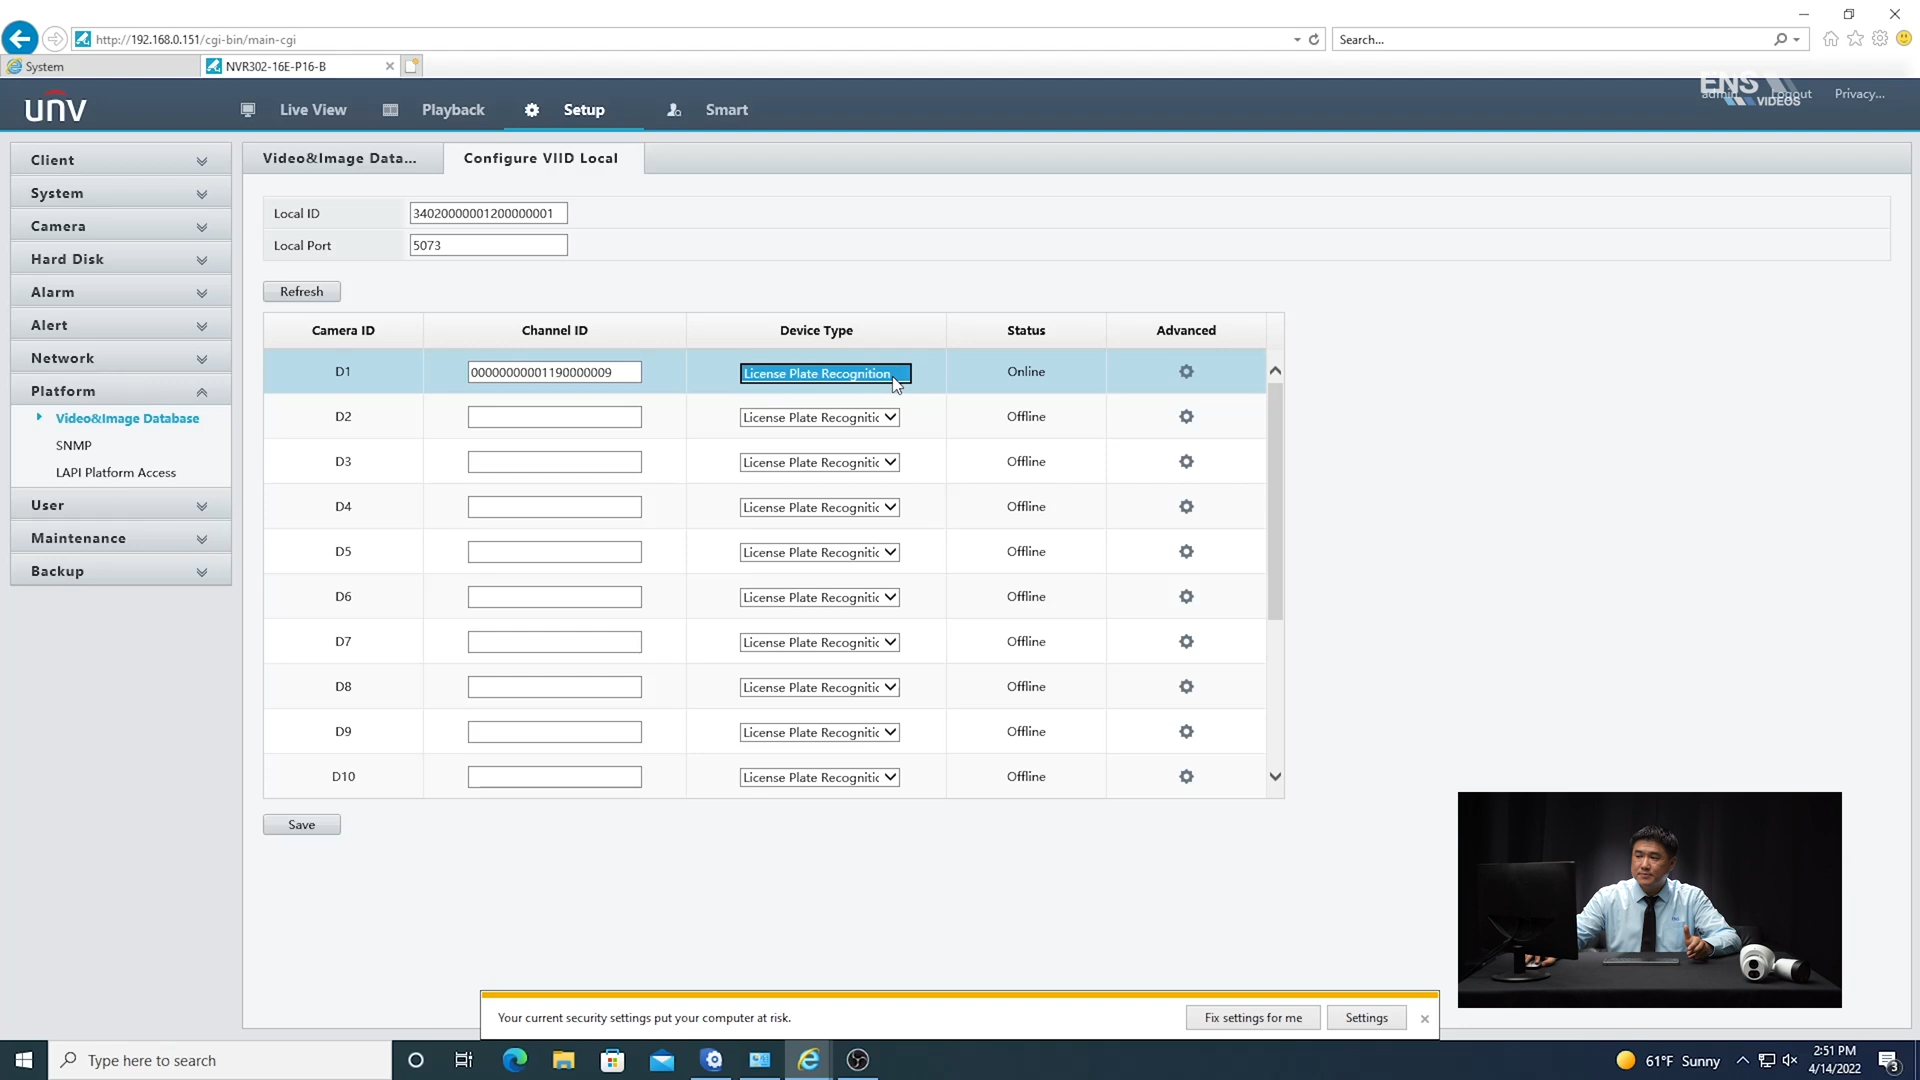 http://192.168.0.151/cgi-bin/main-cgi
Search...
System
NVR302-16E-P16-B
unv
Live View
Playback
Setup
Smart
ENS
VIDEOS
admin
Logout
Privacy...
Client
System
Camera
Hard Disk
Alarm
Alert
Network
Platform
Video&Image Database
SNMP
LAPI Platform Access
User
Maintenance
Backup
Video&Image Data...
Configure VIID Local
Local ID
34020000001200000001
Local Port
5073
Refresh
Camera ID Channel ID Device Type Status Advanced
D1 00000000001190000009 License Plate Recognition Online
D2 License Plate Recognitic Offline
D3 License Plate Recognitic Offline
D4 License Plate Recognitic Offline
D5 License Plate Recognitic Offline
D6 License Plate Recognitic Offline
D7 License Plate Recognitic Offline
D8 License Plate Recognitic Offline
D9 License Plate Recognitic Offline
D10 License Plate Recognitic Offline
Save
Your current security settings put your computer at risk.
Fix settings for me
Settings
Type here to search
61°F Sunny
2:51 PM
4/14/2022
3